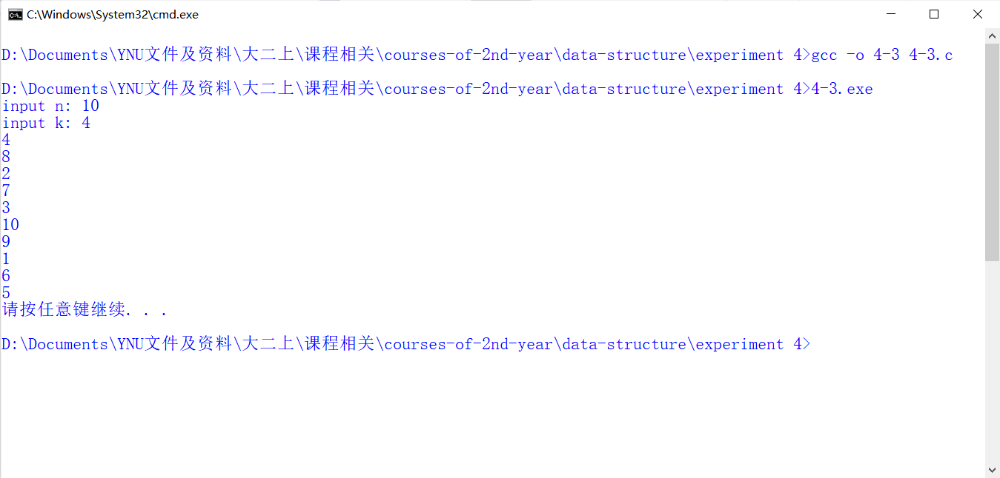 C:\Windows\System32\cmd.exe
D:\Documents\YNU文件及资料\大二上\课程相关\courses-of-2nd-year\data-structure\experiment 4>gcc -o 4-3 4-3.c
D:\Documents\YNU文件及资料\大二上\课程相关\courses-of-2nd-year\data-structure\experiment 4>4-3.exe
input n: 10
input k: 4
4
8
2
7
3
10
9
1
6
5
请按任意键继续. . .
D:\Documents\YNU文件及资料\大二上\课程相关\courses-of-2nd-year\data-structure\experiment 4>